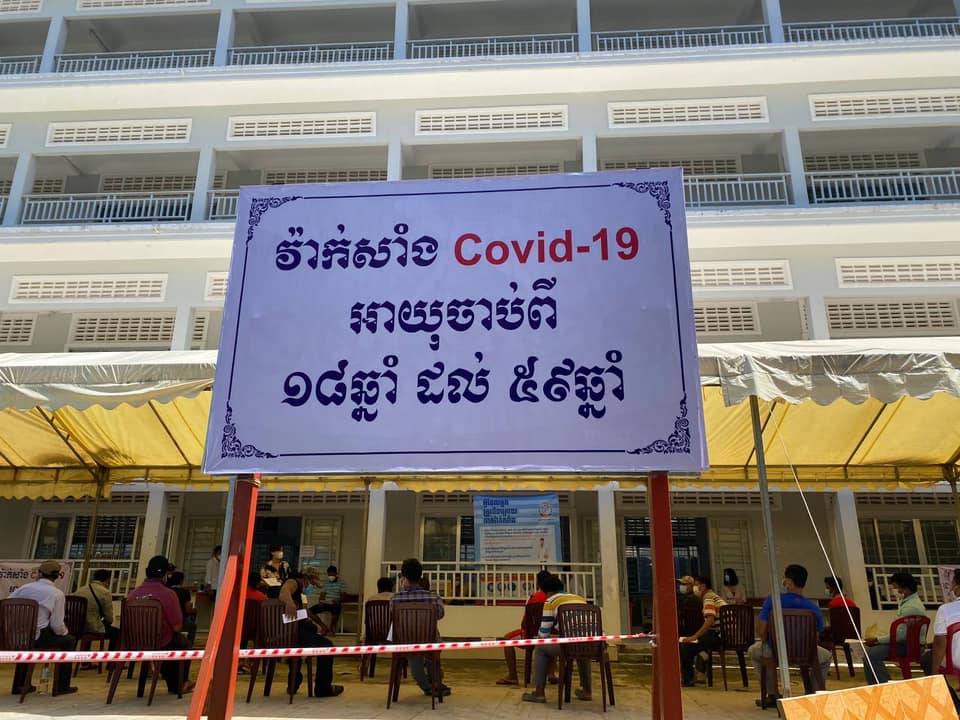 វ៉ាក់សាំង Covid-19
អាយុចាប់ពី
១៨ឆ្នាំ ដល់ ៥៩ឆ្នាំ